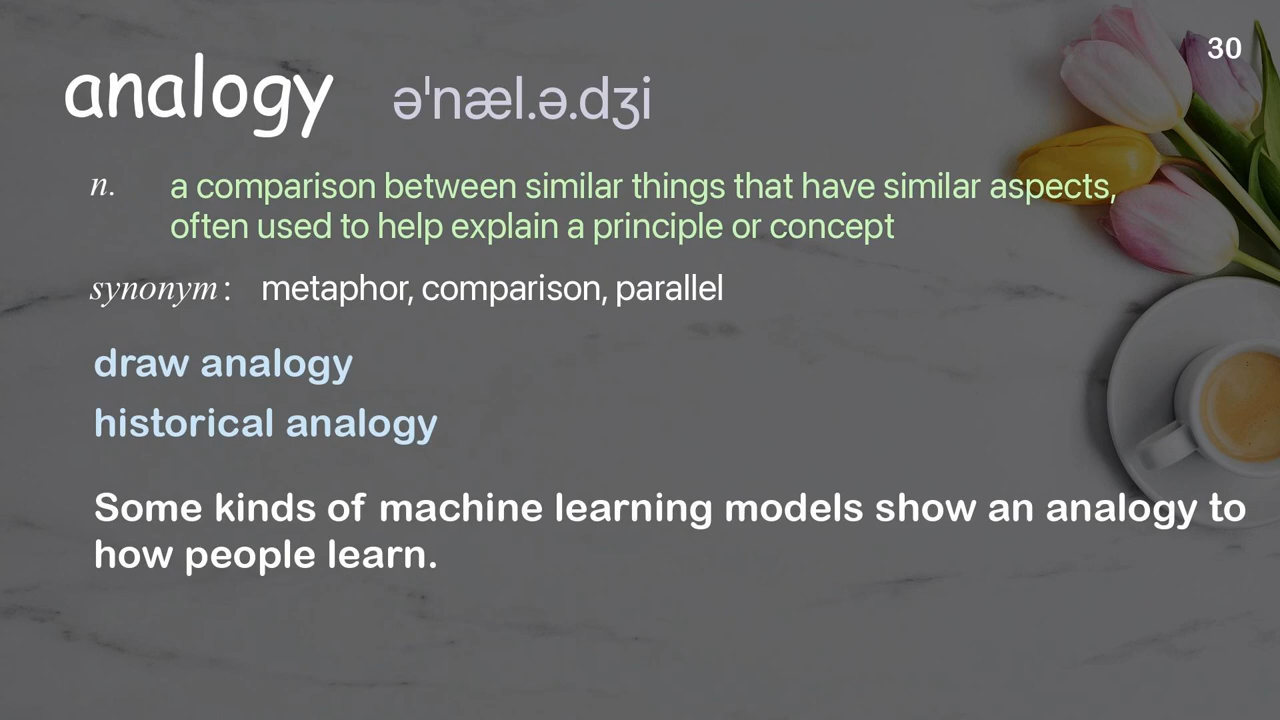 30
analogy əˈnæl.ə.dʒi
n. a comparison between similar things that have similar aspects,
often used to help explain a principle or concept
synonym: metaphor, comparison, parallel
draw analogy
historical analogy
Some kinds of machine learning models show an analogy to
how people learn.